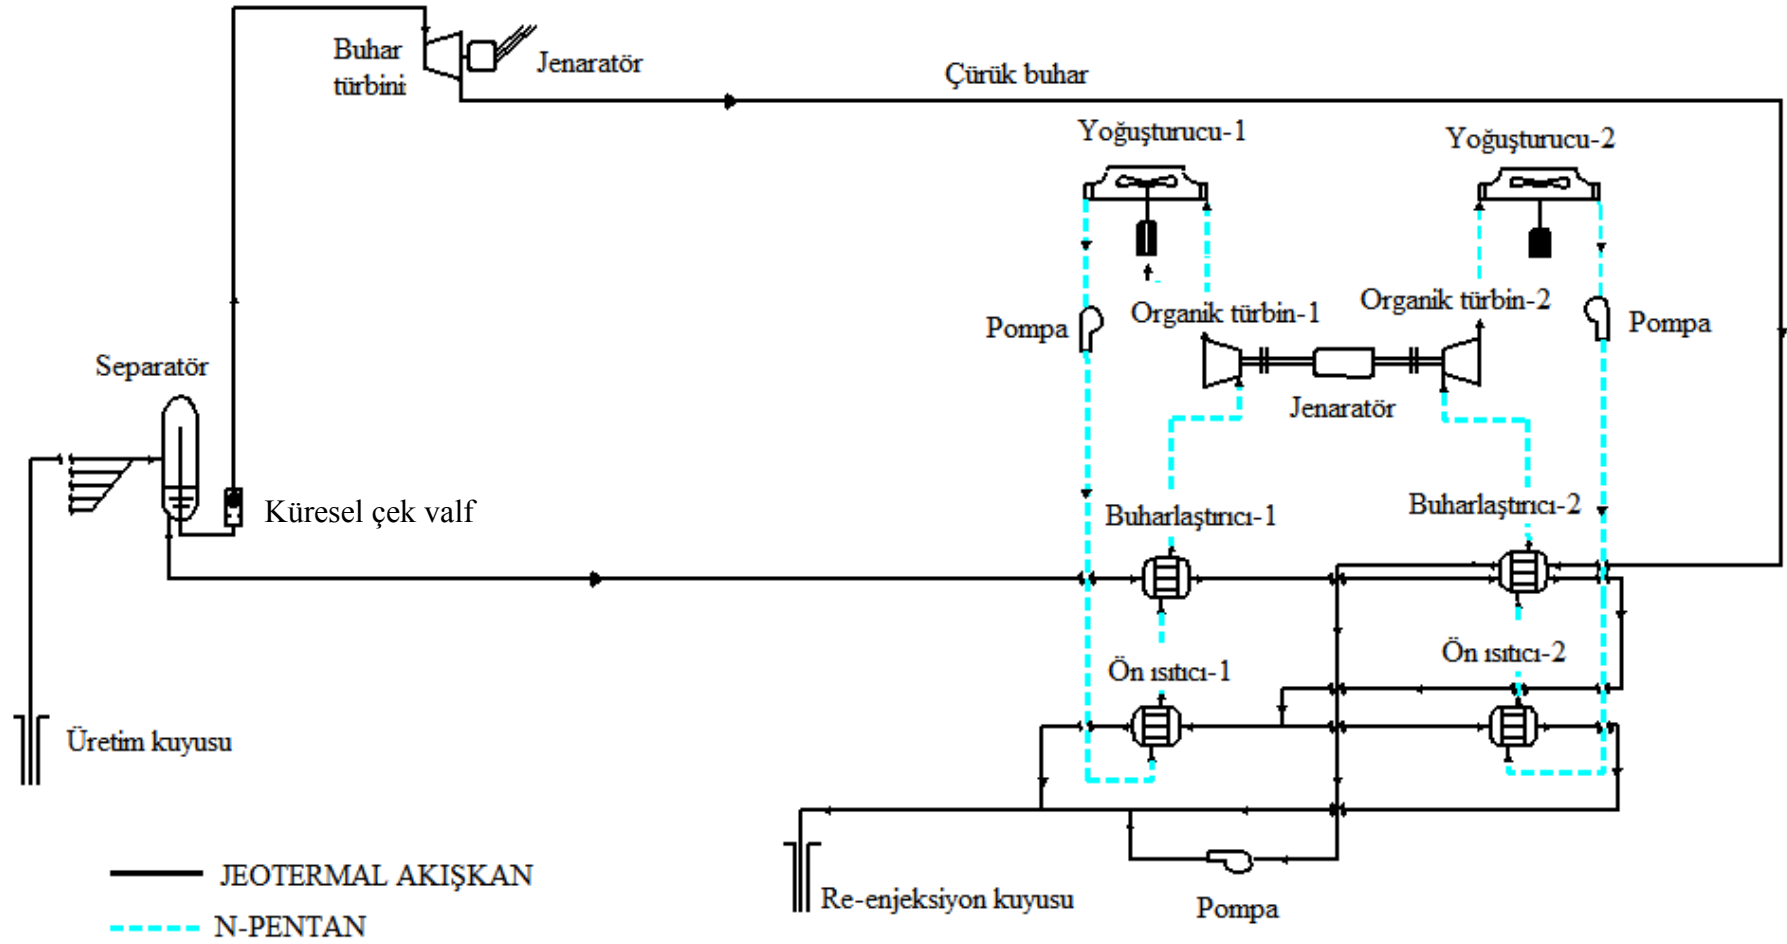 Buhar
türbini
Jenaratör
Çürük buhar
Yoğuşturucu-1
Yoğuşturucu-2
Pompa
Organik türbin-1
Organik türbin-2
Pompa
Separatör
Jenaratör
Küresel çek valf
Buharlaştırıcı-1
Buharlaştırıcı-2
Ön ısıtıcı-1
Ön ısıtıcı-2
Üretim kuyusu
JEOTERMAL AKIŞKAN
Re-enjeksiyon kuyusu
Pompa
N-PENTAN